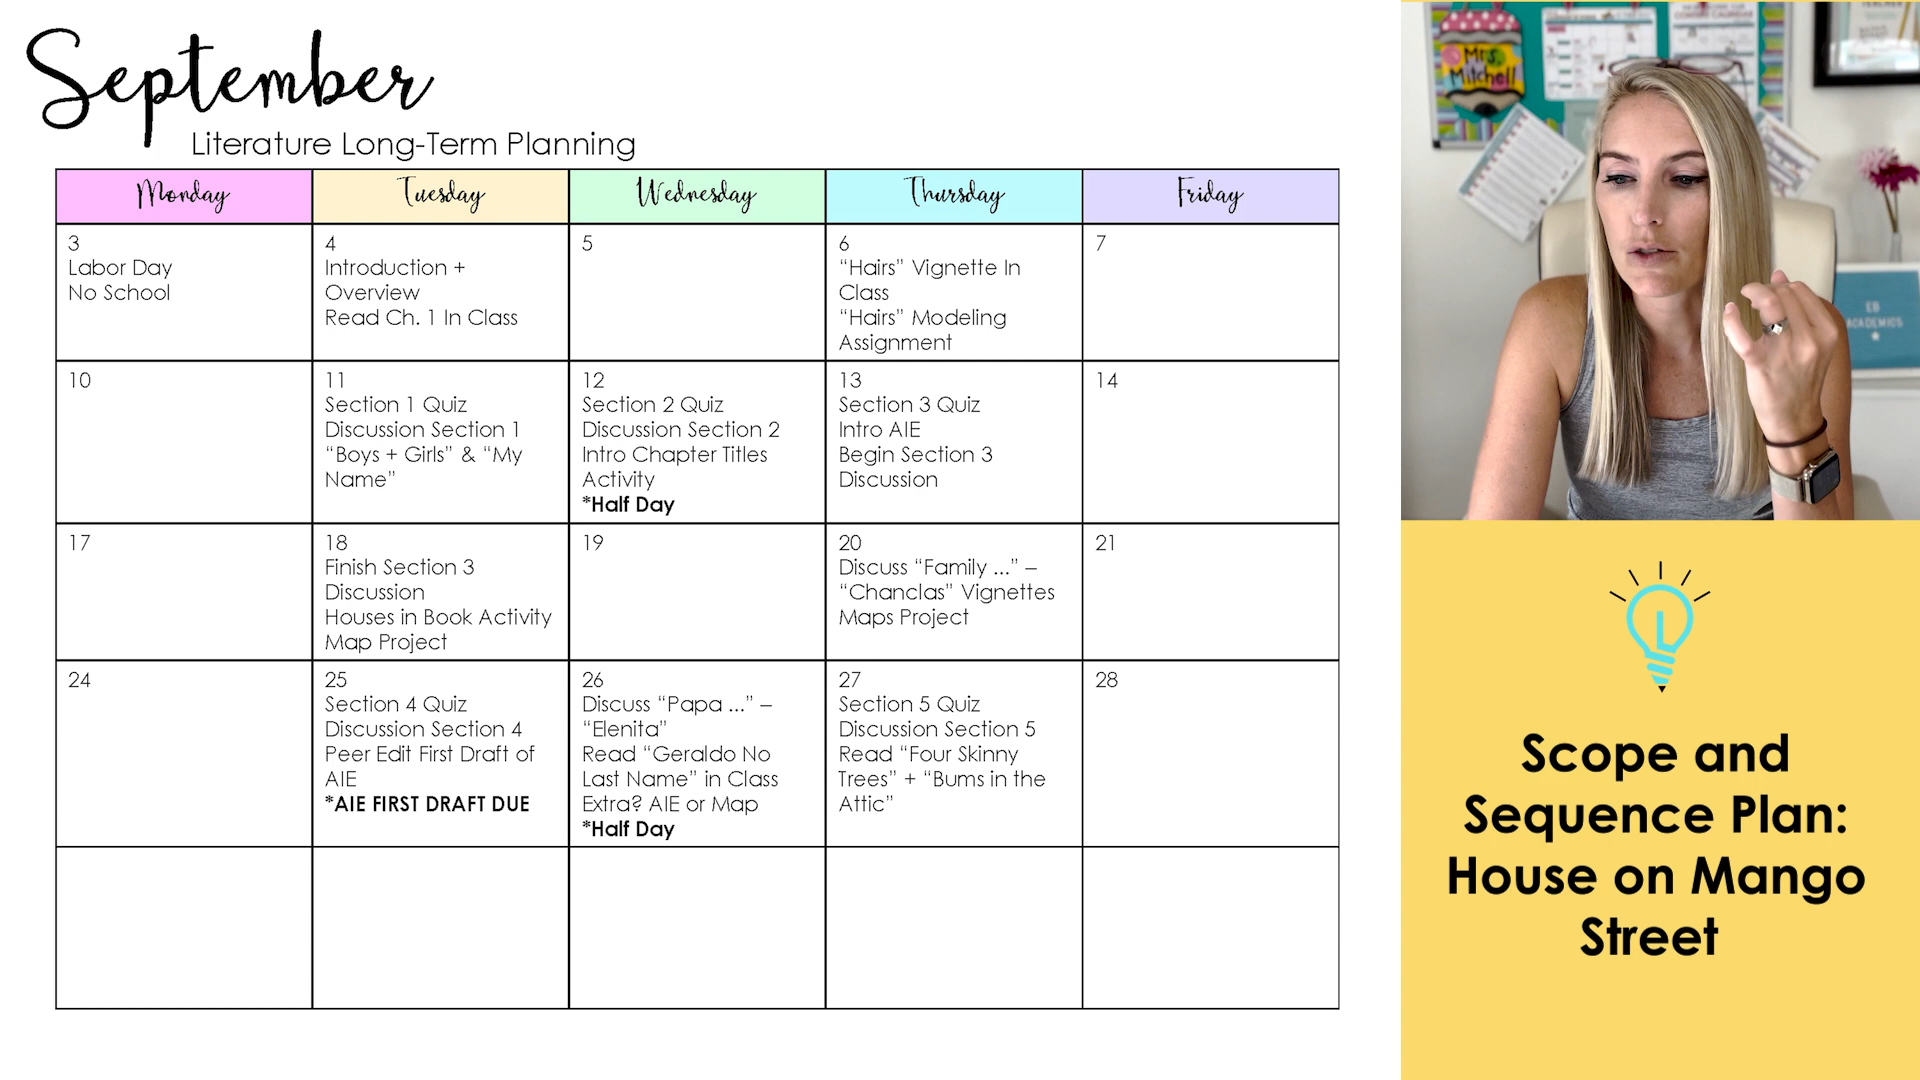 September
Literature Long-Term Planning
Monday
Tuesday
Wednesday
Thursday
Friday
3
Labor Day
No School
4
Introduction +
Overview
Read Ch. 1 In Class
5
6
“Hairs” Vignette In
Class
“Hairs” Modeling
Assignment
7
10
11
Section 1 Quiz
Discussion Section 1
“Boys + Girls” & “My
Name”
12
Section 2 Quiz
Discussion Section 2
Intro Chapter Titles
Activity
*Half Day
13
Section 3 Quiz
Intro AIE
Begin Section 3
Discussion
14
17
18
Finish Section 3
Discussion
Houses in Book Activity
Map Project
19
20
Discuss “Family ...” –
“Chanclas” Vignettes
Maps Project
21
24
25
Section 4 Quiz
Discussion Section 4
Peer Edit First Draft of
AIE
*AIE FIRST DRAFT DUE
26
Discuss “Papa ...” –
“Elenita”
Read “Geraldo No
Last Name” in Class
Extra? AIE or Map
*Half Day
27
Section 5 Quiz
Discussion Section 5
Read “Four Skinny
Trees” + “Bums in the
Attic”
28
Mrs.
Mitchell
EB
ACADEMICS
Scope and
Sequence Plan:
House on Mango
Street